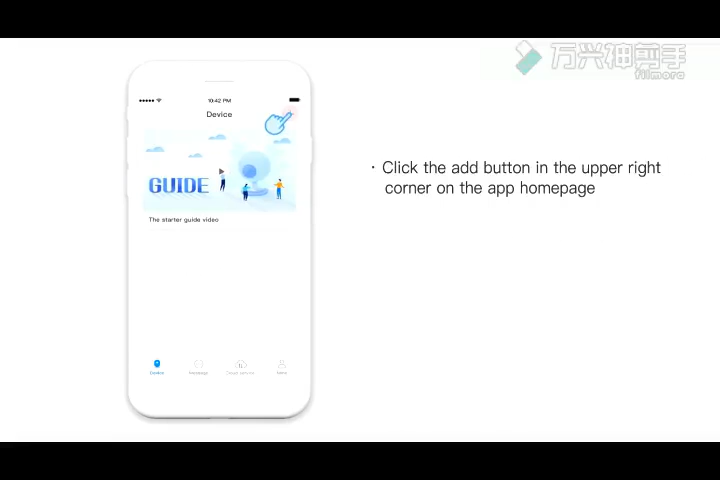 万兴神剪手
filmora
10:42 PM
Device
GUIDE
The starter guide video
· Click the add button in the upper right
corner on the app homepage
Device